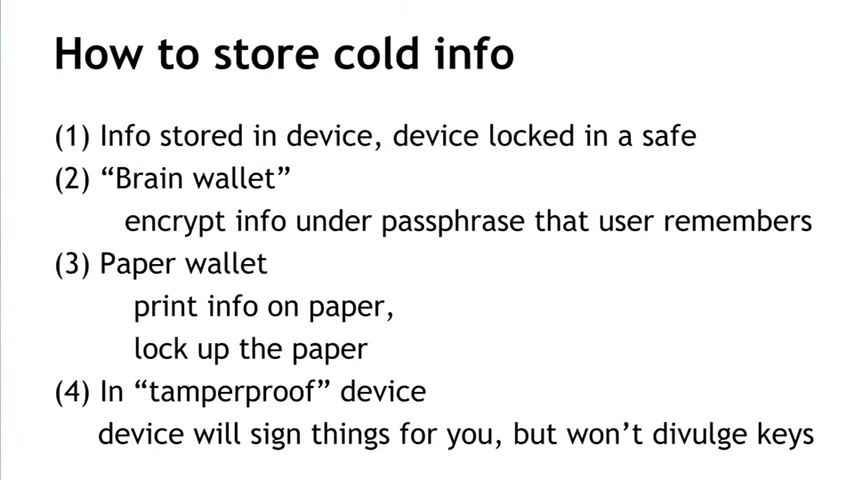 How to store cold info
(1) Info stored in device, device locked in a safe
(2) “Brain wallet”
encrypt info under passphrase that user remembers
(3) Paper wallet
print info on paper,
lock up the paper
(4) In “tamperproof” device
device will sign things for you, but won’t divulge keys